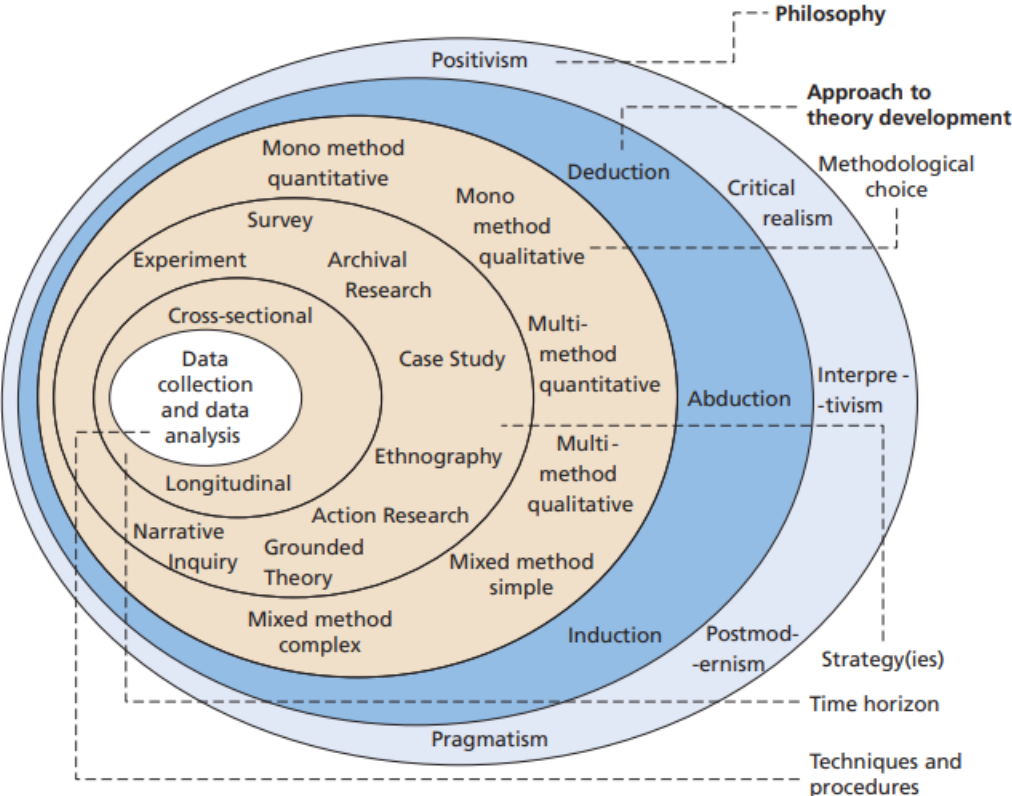 Philosophy
Positivism
Approach to
theory development
Mono method
quantitative
Deduction
Methodological
choice
Critical
realism
Mono
method
qualitative
Survey
Experiment
Archival
Research
Cross-sectional
Multi-
method
quantitative
Data
collection
and data
analysis
Case Study
Abduction
Interpre-
-tivism
Multi-
method
qualitative
Ethnography
Longitudinal
Action Research
Narrative
Inquiry
Grounded
Theory
Mixed method
simple
Mixed method
complex
Induction
Postmod-
-ernism
Strategy(ies)
Time horizon
Pragmatism
Techniques and
procedures